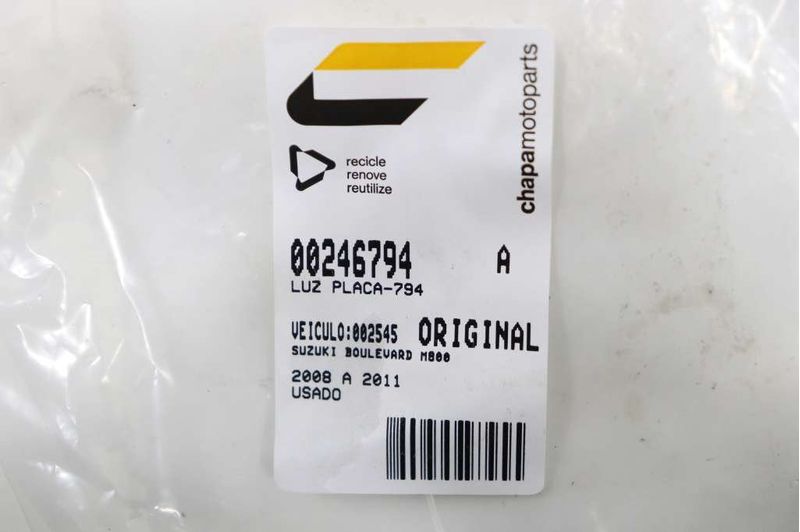 chapamotoparts
recicle
renove
reutilize
00246794 A
LUZ PLACA-794
VEICULO:002545 ORIGINAL
SUZUKI BOULEVARD M800
2008 A 2011
USADO